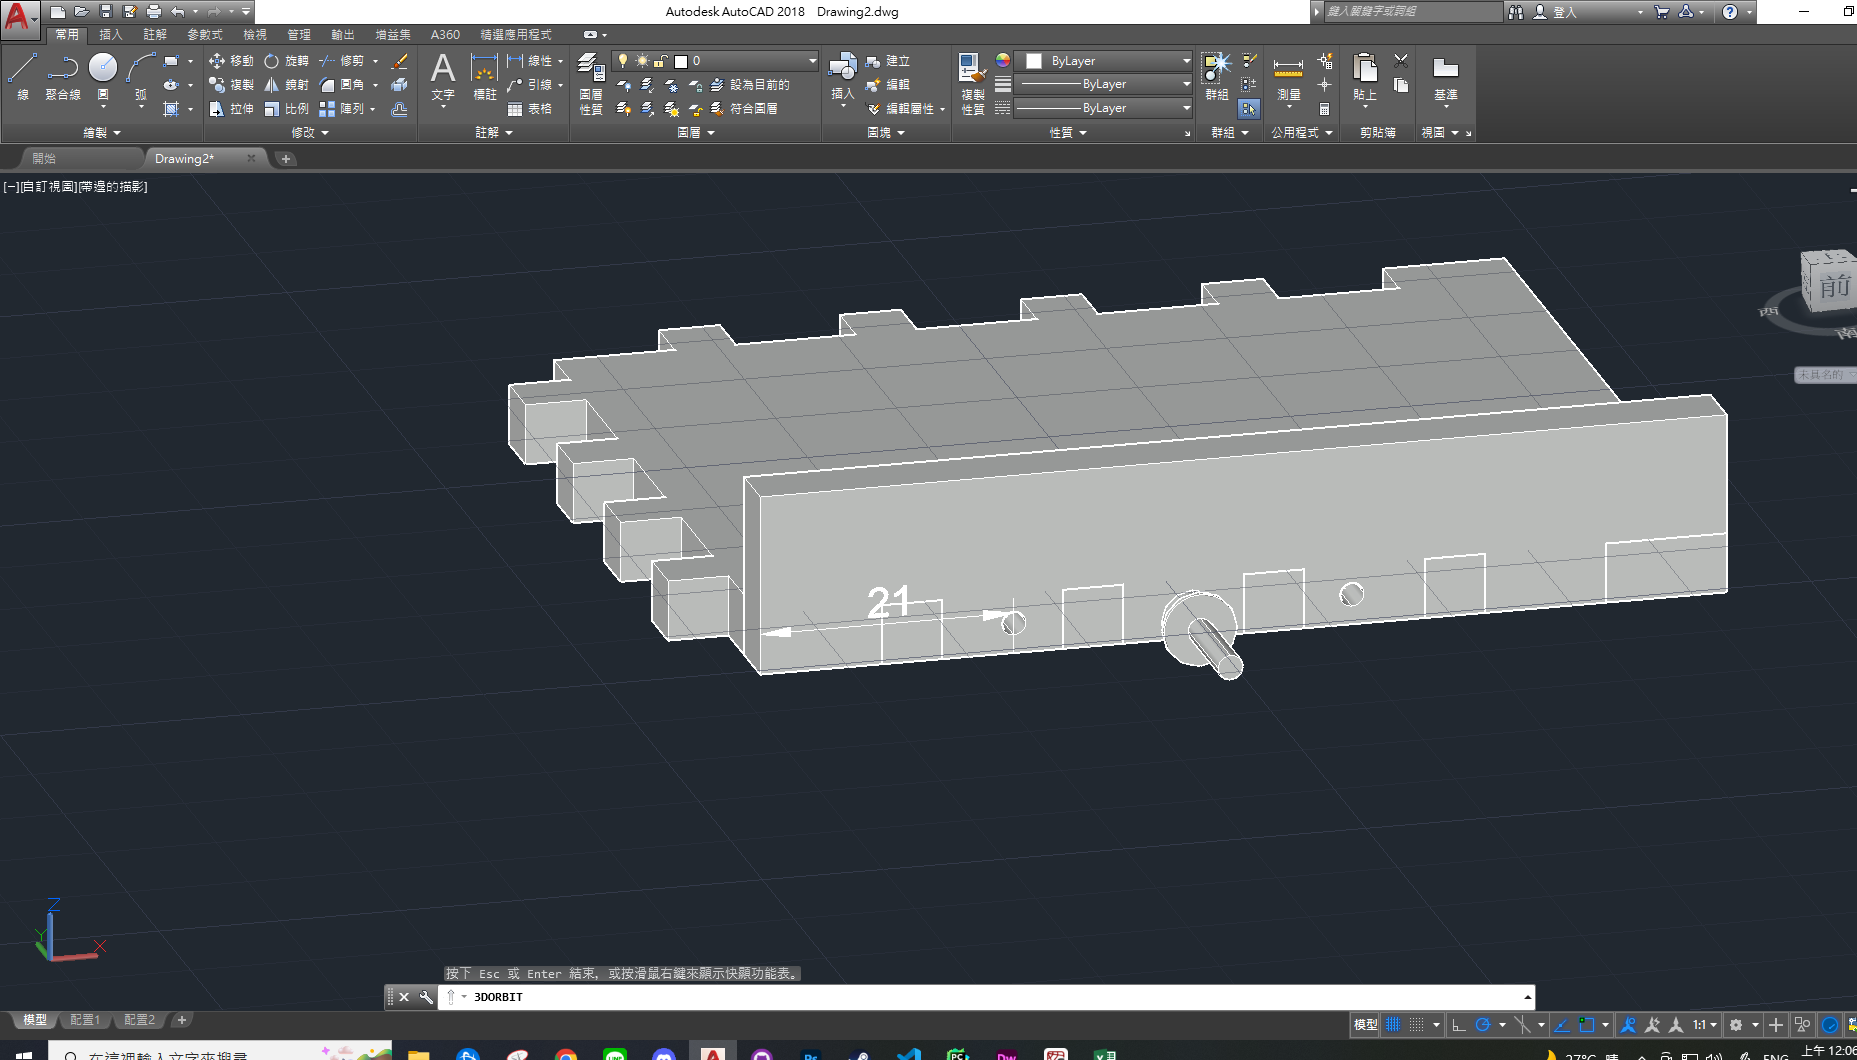 Autodesk AutoCAD 2018 Drawing2.dwg
鍵入關鍵字或詞組
登入
常用 插入 註解 參數式 檢視 管理 輸出 增益集 A360 精選應用程式
線 聚合線 圓 弧
移動 旋轉 修剪
複製 鏡射 圓角
拉伸 比例 陣列
文字 標註
線性
引線
表格
圖層性質
0
設為目前的
符合圖層
插入
建立
編輯
編輯屬性
複製性質
ByLayer
ByLayer
ByLayer
群組
測量
貼上
基準
繪製 修改 註解 圖層 圖塊 性質 群組 公用程式 剪貼簿 視圖
開始 Drawing2*
[−][自訂視圖][帶邊的描影]
前
西
南
未具名的
21
Z
Y
X
按下 Esc 或 Enter 結束, 或按滑鼠右鍵來顯示快顯功能表。
3DORBIT
模型 配置1 配置2
模型 1:1
在這裡輸入文字來搜尋
27°C 晴
ENG
上午 12:06